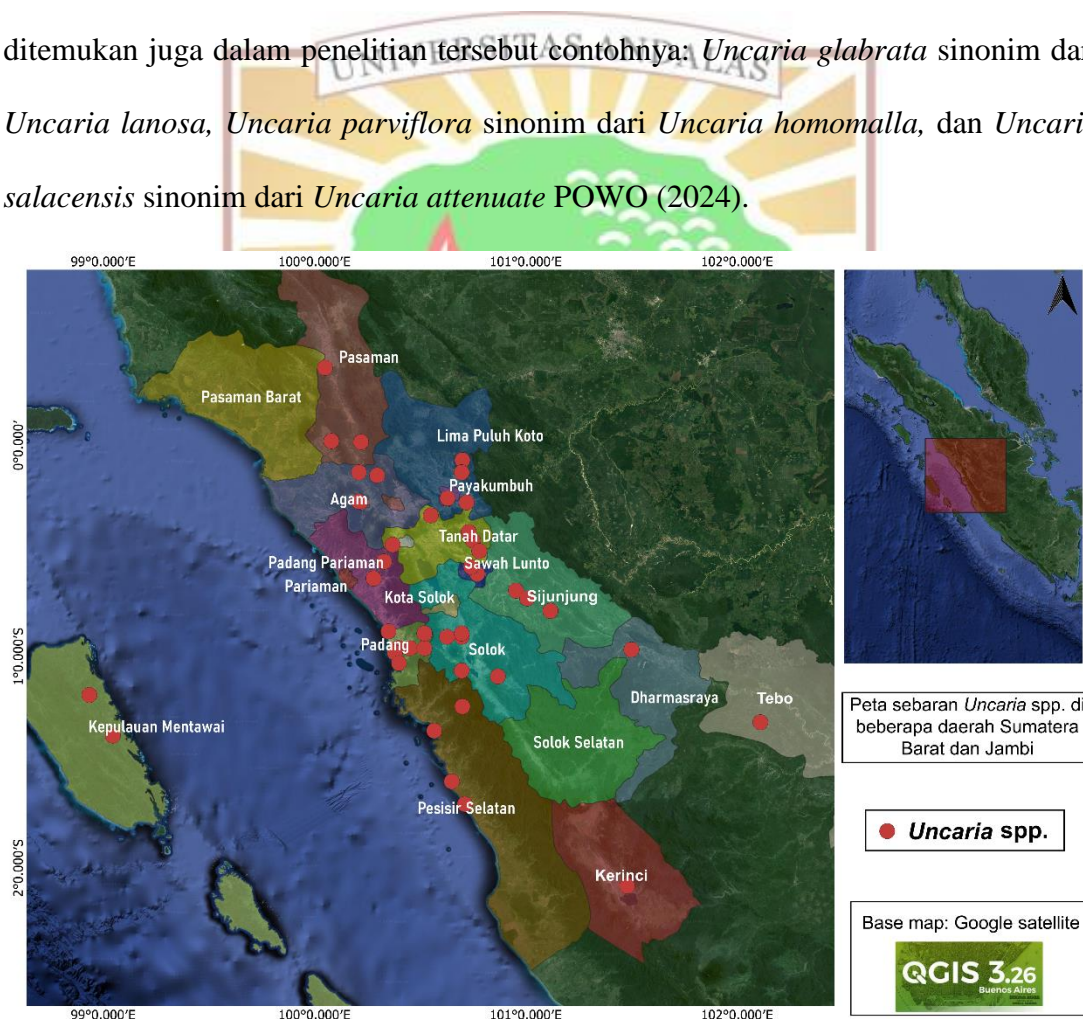 ditemukan juga dalam penelitian tersebut contohnya: Uncaria glabrata sinonim dar
UNIVERSITAS ANDALAS
Uncaria lanosa, Uncaria parviflora sinonim dari Uncaria homomalla, dan Uncari
salacensis sinonim dari Uncaria attenuate POWO (2024).
99°0.000'E 100°0.000'E 101°0.000'E 102°0.000'E
Pasaman
Pasaman Barat
0°0.000'
Lima Puluh Koto
Payakumbuh
Agam
Tanah Datar
Padang Pariaman
Sawah Lunto
Pariaman
Kota Solok
Sijunjung
Padang
Solok
1°0.000'S
Dharmasraya
Tebo
Kepulauan Mentawai
Solok Selatan
Pesisir Selatan
Kerinci
2°0.000'S
99°0.000'E 100°0.000'E 101°0.000'E 102°0.000'E
Peta sebaran Uncaria spp. di
beberapa daerah Sumatera
Barat dan Jambi
Uncaria spp.
Base map: Google satellite
QGIS 3.26
Buenos Aires